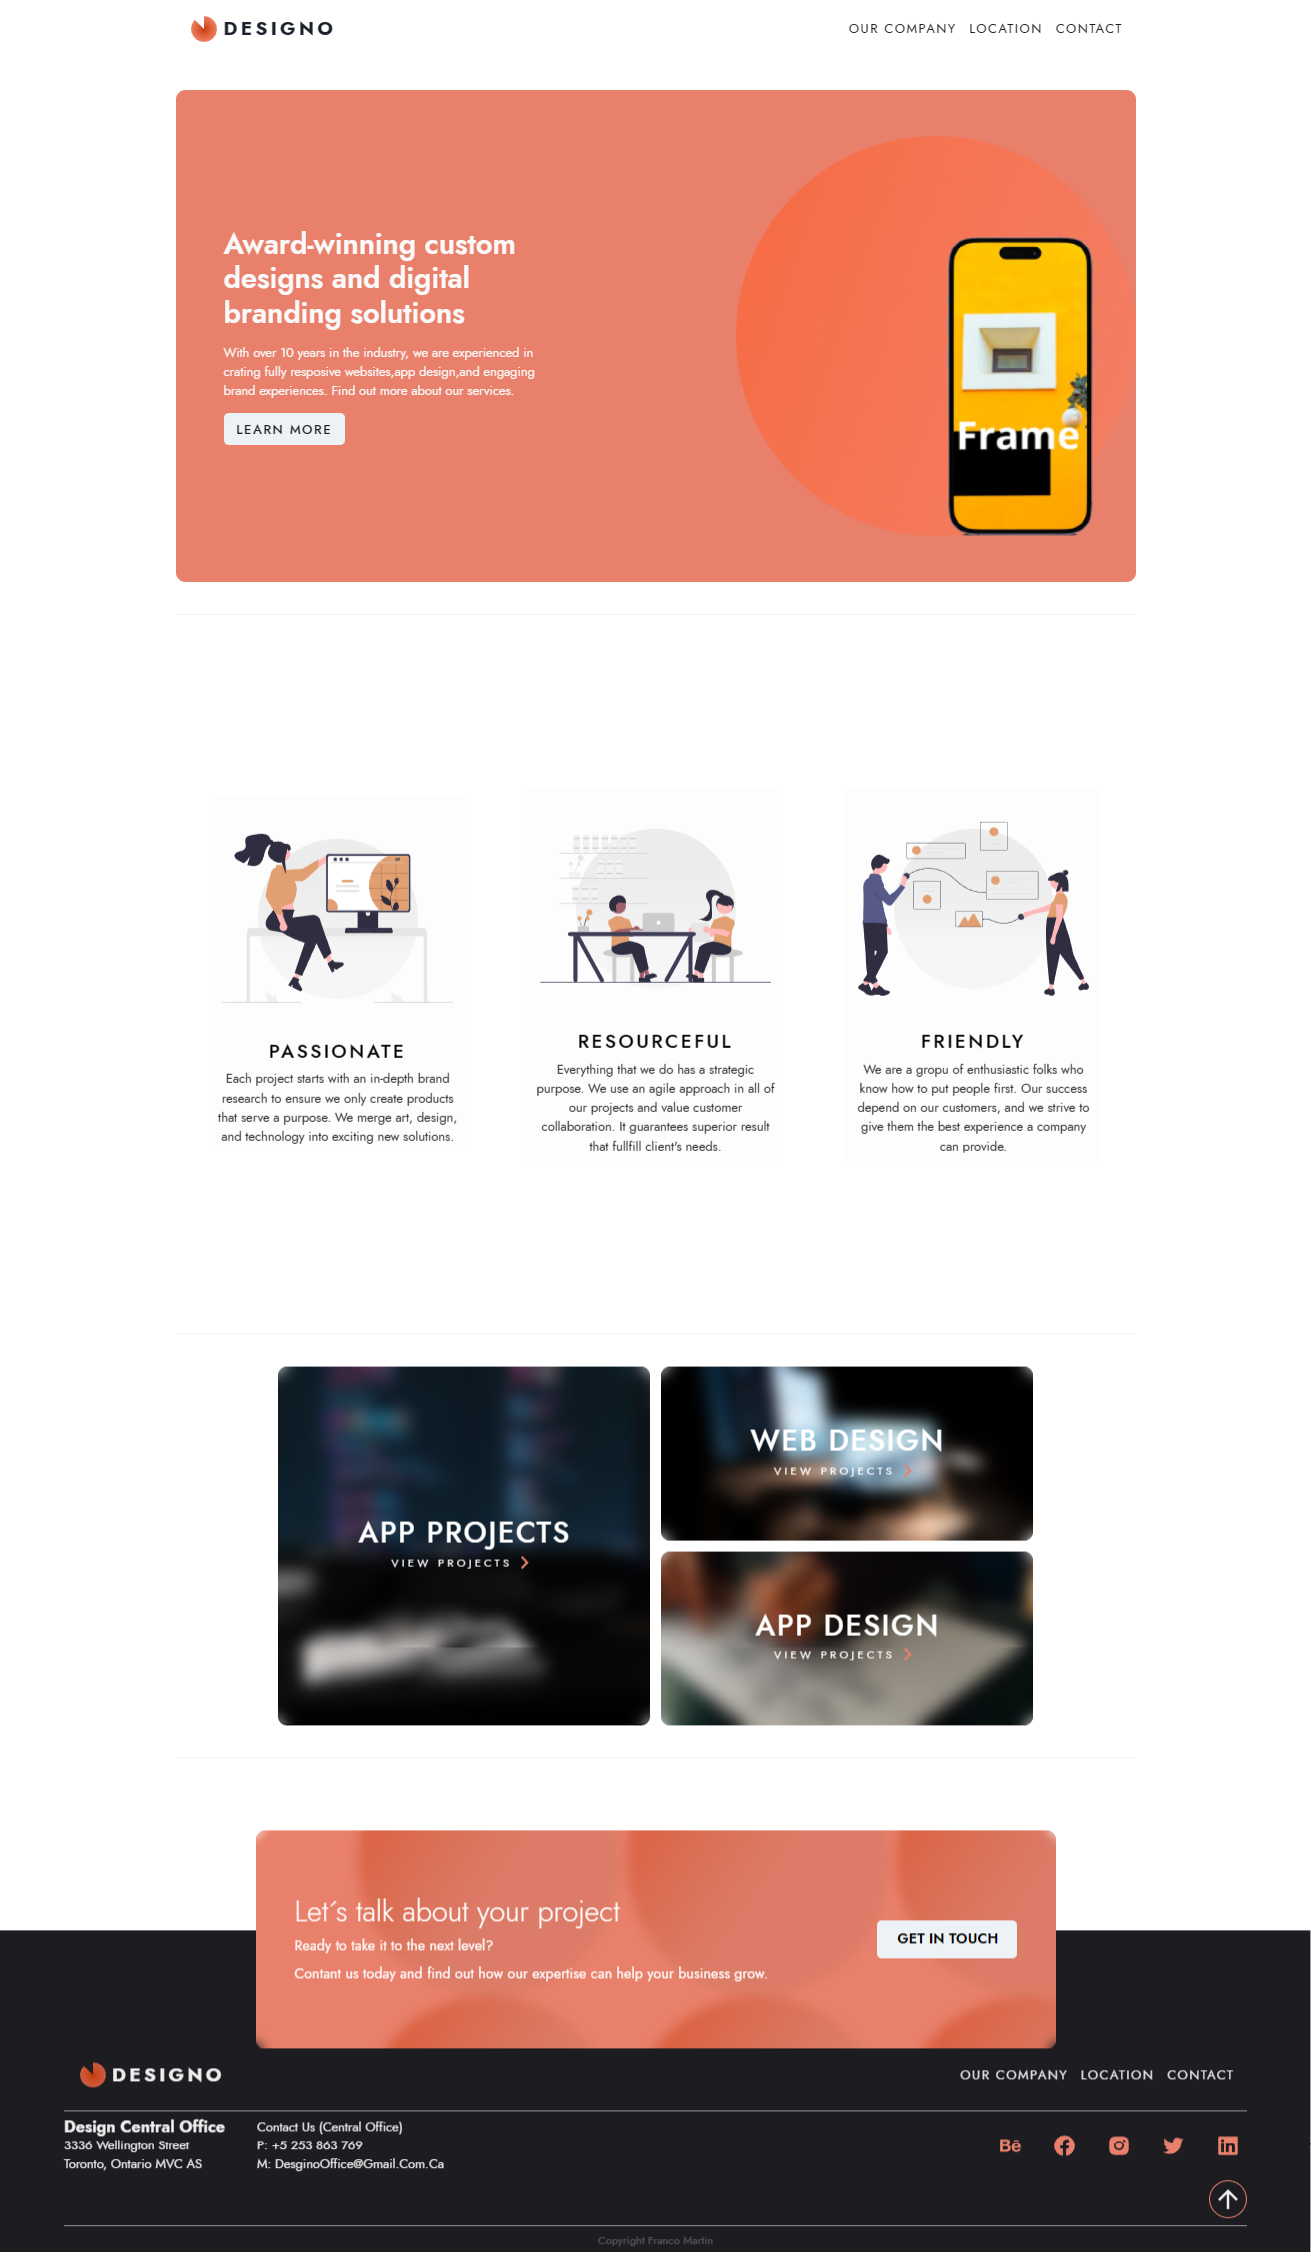 DESIGNO
OUR COMPANY LOCATION CONTACT
Award-winning custom
designs and digital
branding solutions
With over 10 years in the industry, we are experienced in
crating fully resposive websites,app design,and engaging
brand experiences. Find out more about our services.
LEARN MORE
Frame
PASSIONATE
Each project starts with an in-depth brand
research to ensure we only create products
that serve a purpose. We merge art, design,
and technology into exciting new solutions.
RESOURCEFUL
Everything that we do has a strategic
purpose. We use an agile approach in all of
our projects and value customer
collaboration. It guarantees superior result
that fullfill client's needs.
FRIENDLY
We are a gropu of enthusiastic folks who
know how to put people first. Our success
depend on our customers, and we strive to
give them the best experience a company
can provide.
APP PROJECTS
VIEW PROJECTS
WEB DESIGN
VIEW PROJECTS
APP DESIGN
VIEW PROJECTS
Let´s talk about your project
Ready to take it to the next level?
Contant us today and find out how our expertise can help your business grow.
GET IN TOUCH
DESIGNO
OUR COMPANY LOCATION CONTACT
Design Central Office
3336 Wellington Street
Toronto, Ontario MVC AS
Contact Us (Central Office)
P: +5 253 863 769
M: DesginoOffice@Gmail.Com.Ca
Bē
Copyright Franco Martin